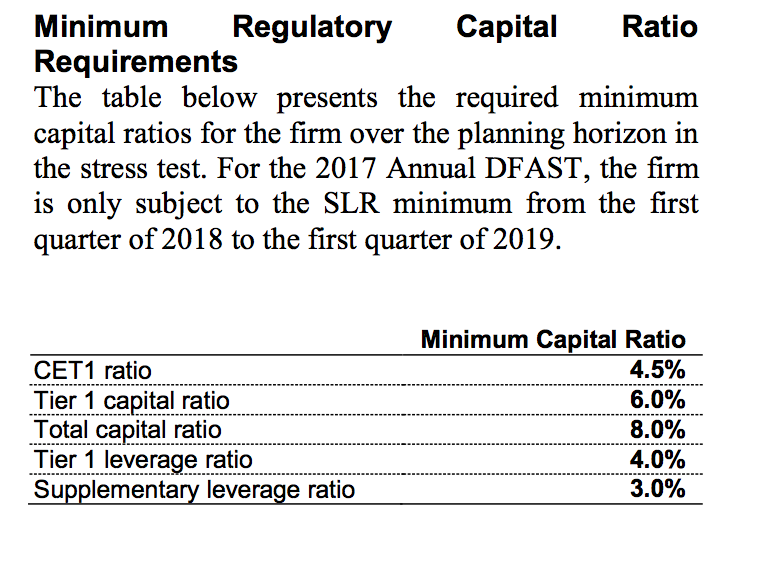 Minimum Regulatory Capital Ratio
Requirements
The table below presents the required minimum
capital ratios for the firm over the planning horizon in
the stress test. For the 2017 Annual DFAST, the firm
is only subject to the SLR minimum from the first
quarter of 2018 to the first quarter of 2019.
Minimum Capital Ratio
CET1 ratio 4.5%
Tier 1 capital ratio 6.0%
Total capital ratio 8.0%
Tier 1 leverage ratio 4.0%
Supplementary leverage ratio 3.0%